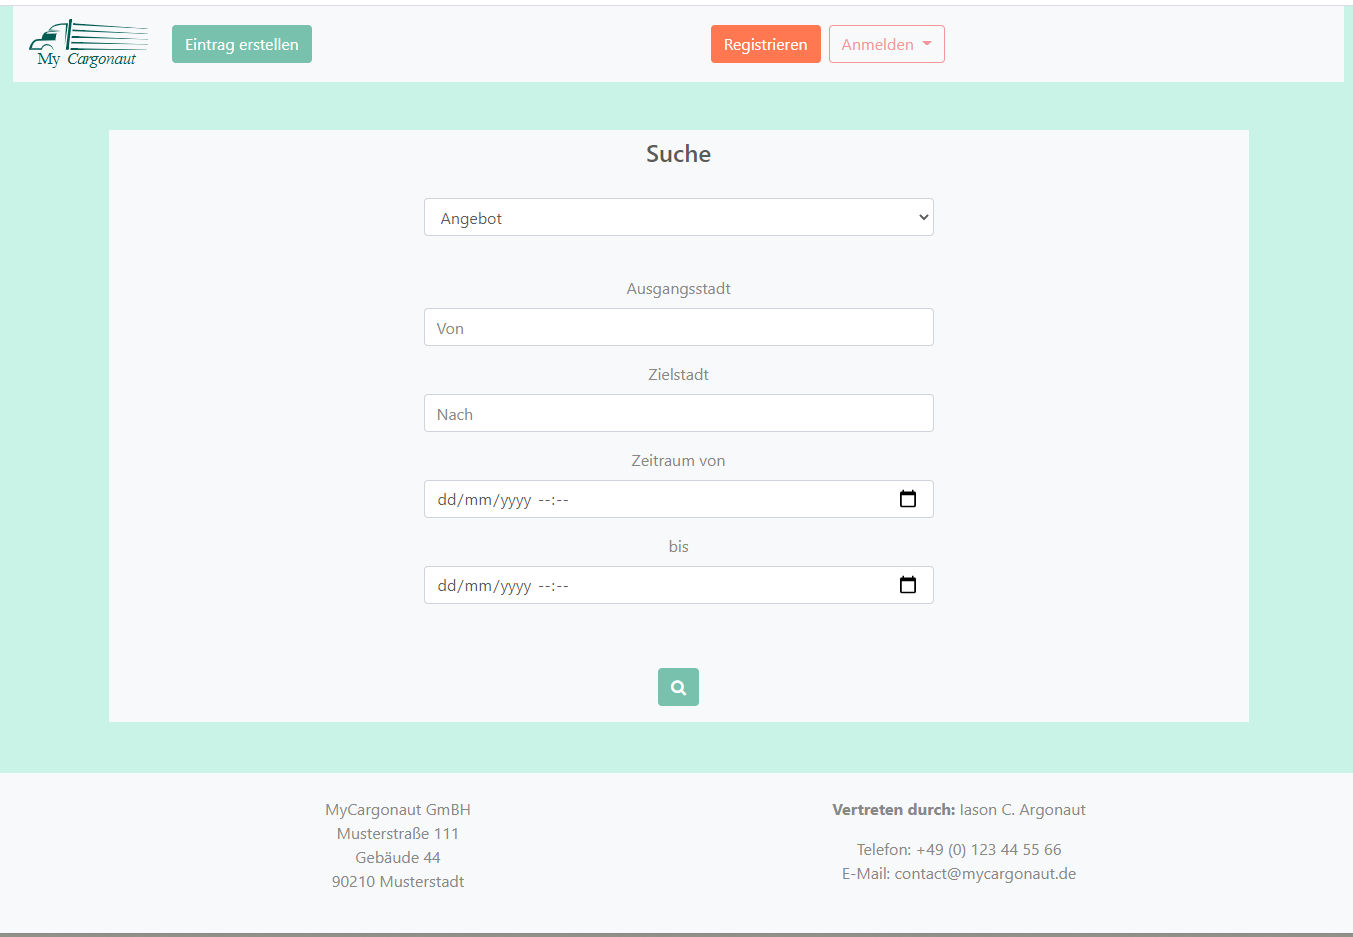 My Cargonaut
Eintrag erstellen
Registrieren
Anmelden
Suche
Angebot
Ausgangsstadt
Von
Zielstadt
Nach
Zeitraum von
dd/mm/yyyy --:--
bis
dd/mm/yyyy --:--
MyCargonaut GmBH
Musterstraße 111
Gebäude 44
90210 Musterstadt
Vertreten durch: Iason C. Argonaut
Telefon: +49 (0) 123 44 55 66
E-Mail: contact@mycargonaut.de